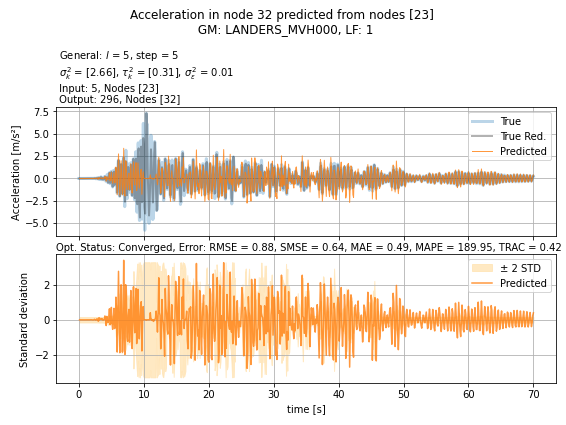 Acceleration in node 32 predicted from nodes [23]
GM: LANDERS_MVH000, LF: 1
General: l = 5, step = 5
σ²ₖ = [2.66], τ²ₖ = [0.31], σ²ε = 0.01
Input: 5, Nodes [23]
Output: 296, Nodes [32]
Acceleration [m/s²]
7.5
5.0
2.5
0.0
−2.5
−5.0
True
True Red.
Predicted
Opt. Status: Converged, Error: RMSE = 0.88, SMSE = 0.64, MAE = 0.49, MAPE = 189.95, TRAC = 0.42
Standard deviation
2
0
−2
± 2 STD
Predicted
0 10 20 30 40 50 60 70
time [s]